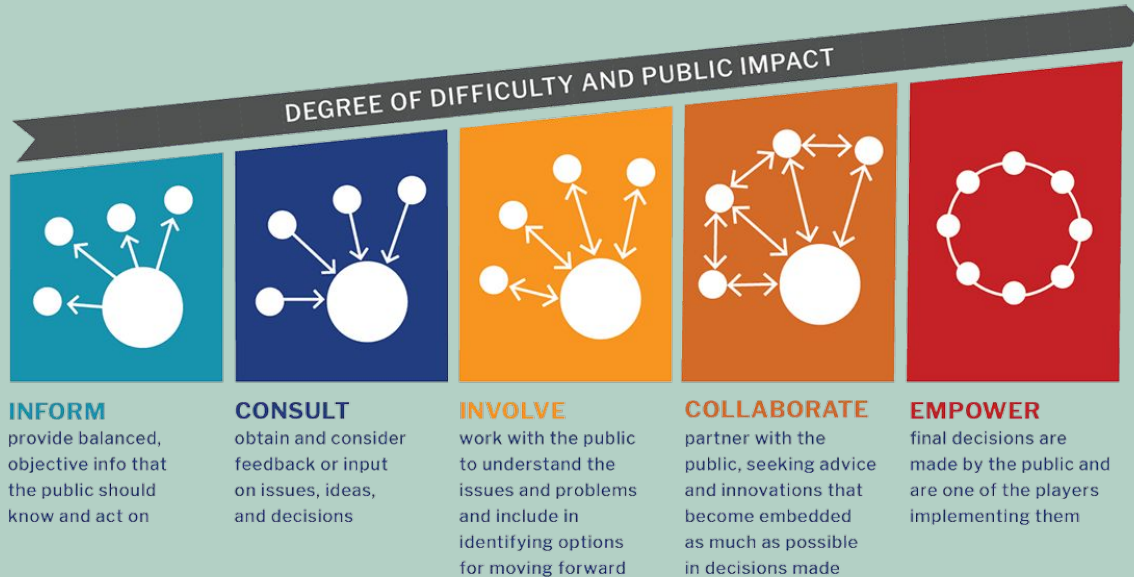 DEGREE OF DIFFICULTY AND PUBLIC IMPACT
INFORM
provide balanced,
objective info that
the public should
know and act on
CONSULT
obtain and consider
feedback or input
on issues, ideas,
and decisions
INVOLVE
work with the public
to understand the
issues and problems
and include in
identifying options
for moving forward
COLLABORATE
partner with the
public, seeking advice
and innovations that
become embedded
as much as possible
in decisions made
EMPOWER
final decisions are
made by the public and
are one of the players
implementing them